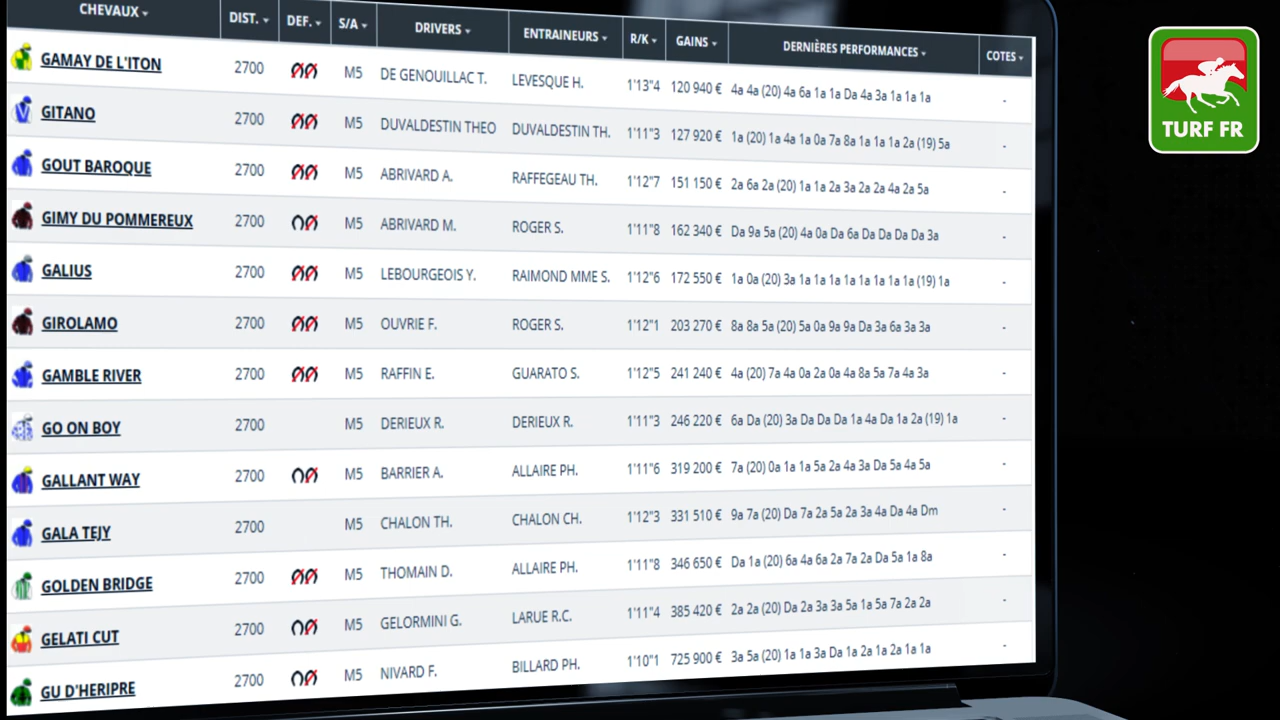 CHEVAUX DIST. DEF. S/A DRIVERS ENTRAINEURS R/K GAINS DERNIÈRES PERFORMANCES COTES
GAMAY DE L'ITON 2700 M5 DE GENOUILLAC T. LEVESQUE H. 1'13"4 120 940 € 4a 4a (20) 4a 6a 1a 1a Da 4a 3a 1a 1a 1a -
GITANO 2700 M5 DUVALDESTIN THEO DUVALDESTIN TH. 1'11"3 127 920 € 1a (20) 1a 4a 1a 0a 7a 8a 1a 1a 1a 2a (19) 5a -
GOUT BAROQUE 2700 M5 ABRIVARD A. RAFFEGEAU TH. 1'12"7 151 150 € 2a 6a 2a (20) 1a 1a 2a 3a 2a 2a 4a 2a 5a -
GIMY DU POMMEREUX 2700 M5 ABRIVARD M. ROGER S. 1'11"8 162 340 € Da 9a 5a (20) 4a 0a Da 6a Da Da Da Da 3a -
GALIUS 2700 M5 LEBOURGEOIS Y. RAIMOND MME S. 1'12"6 172 550 € 1a 0a (20) 3a 1a 1a 1a 1a 1a 1a 1a 1a (19) 1a -
GIROLAMO 2700 M5 OUVRIE F. ROGER S. 1'12"1 203 270 € 8a 8a 5a (20) 5a 0a 9a 9a Da 3a 6a 3a 3a -
GAMBLE RIVER 2700 M5 RAFFIN E. GUARATO S. 1'12"5 241 240 € 4a (20) 7a 4a 0a 2a 0a 4a 8a 5a 7a 4a 3a -
GO ON BOY 2700 M5 DERIEUX R. DERIEUX R. 1'11"3 246 220 € 6a Da (20) 3a Da Da Da 1a 4a Da 1a 2a (19) 1a -
GALLANT WAY 2700 M5 BARRIER A. ALLAIRE PH. 1'11"6 319 200 € 7a (20) 0a 1a 1a 5a 2a 4a 3a Da 5a 4a 5a -
GALA TEJY 2700 M5 CHALON TH. CHALON CH. 1'12"3 331 510 € 9a 7a (20) Da 7a 2a 5a 2a 3a 4a Da 4a Dm -
GOLDEN BRIDGE 2700 M5 THOMAIN D. ALLAIRE PH. 1'11"8 346 650 € Da 1a (20) 6a 4a 6a 2a 7a 2a Da 5a 1a 8a -
GELATI CUT 2700 M5 GELORMINI G. LARUE R.C. 1'11"4 385 420 € 2a 2a (20) Da 2a 3a 3a 5a 1a 5a 7a 2a 2a -
GU D'HERIPRE 2700 M5 NIVARD F. BILLARD PH. 1'10"1 725 900 € 3a 5a (20) 1a 1a 3a Da 1a 2a 1a 2a 1a 1a -
TURF FR